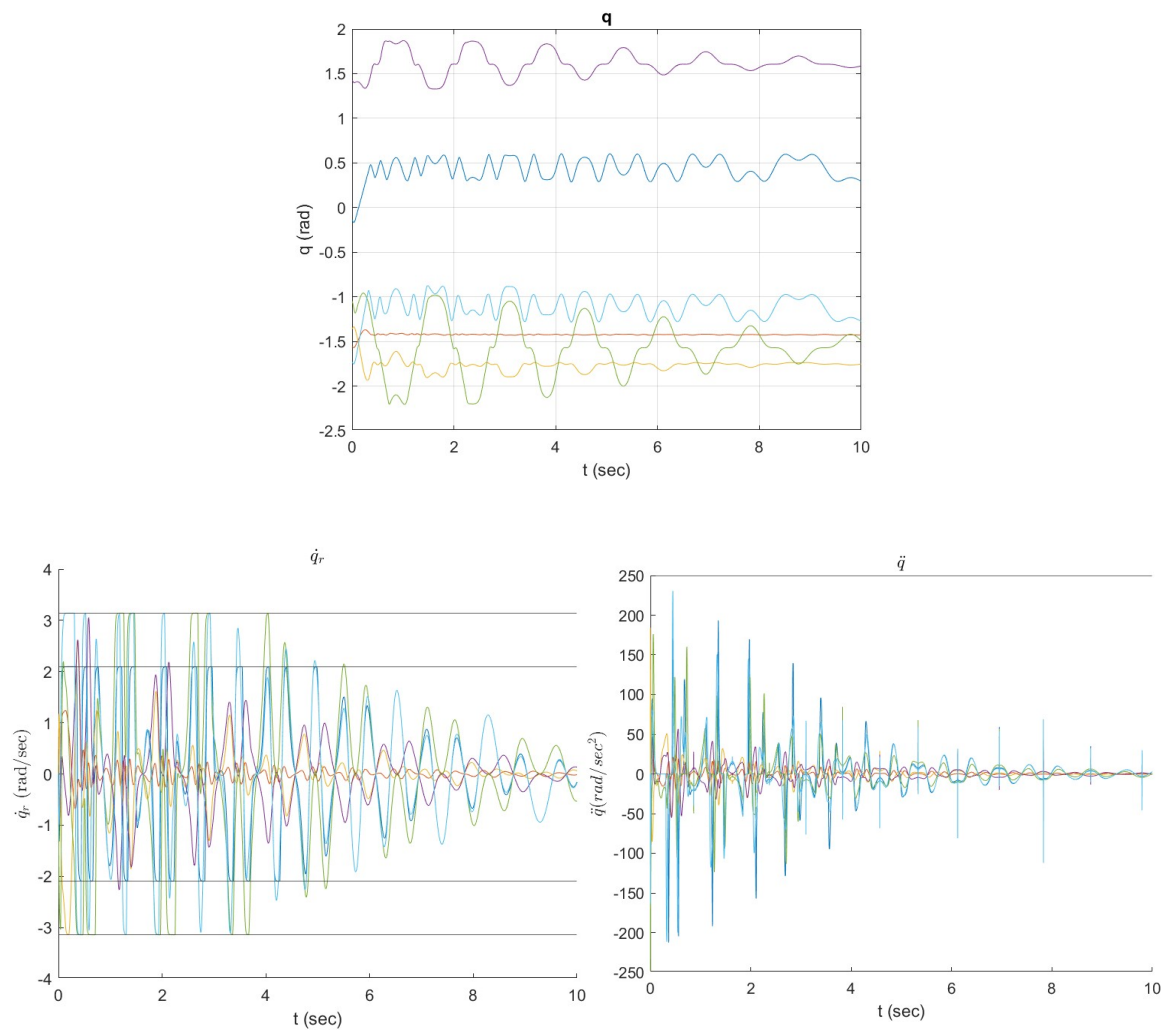 q
2
1.5
1
0.5
0
-0.5
-1
-1.5
-2
-2.5
q (rad)
0 2 4 6 8 10
t (sec)
q̇_r
4
3
2
1
0
-1
-2
-3
-4
q̇_r (rad/sec)
0 2 4 6 8 10
t (sec)
q̈
250
200
150
100
50
0
-50
-100
-150
-200
-250
q̈(rad/sec²)
0 2 4 6 8 10
t (sec)